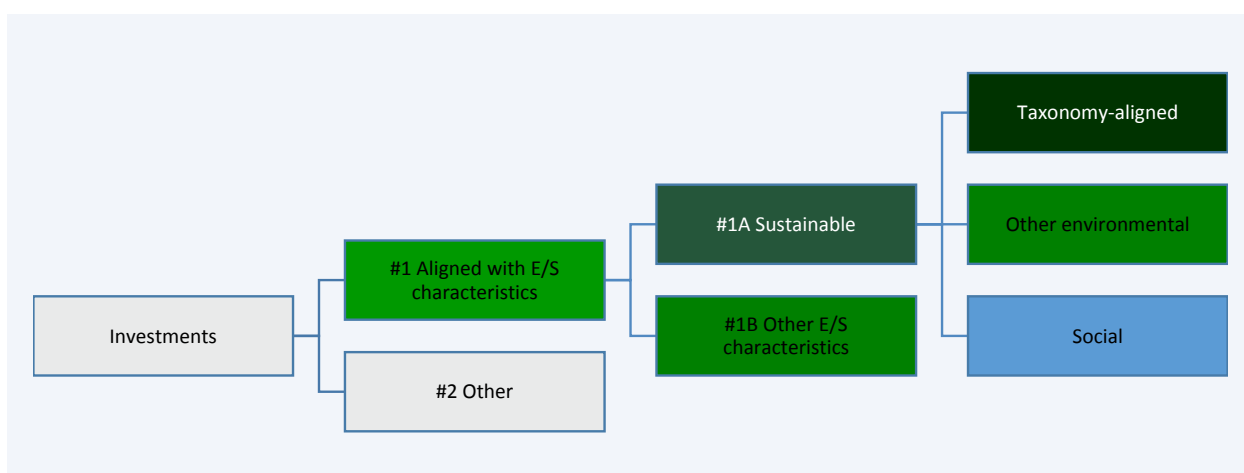 Investments
#1 Aligned with E/S
characteristics
#2 Other
#1A Sustainable
#1B Other E/S
characteristics
Taxonomy-aligned
Other environmental
Social